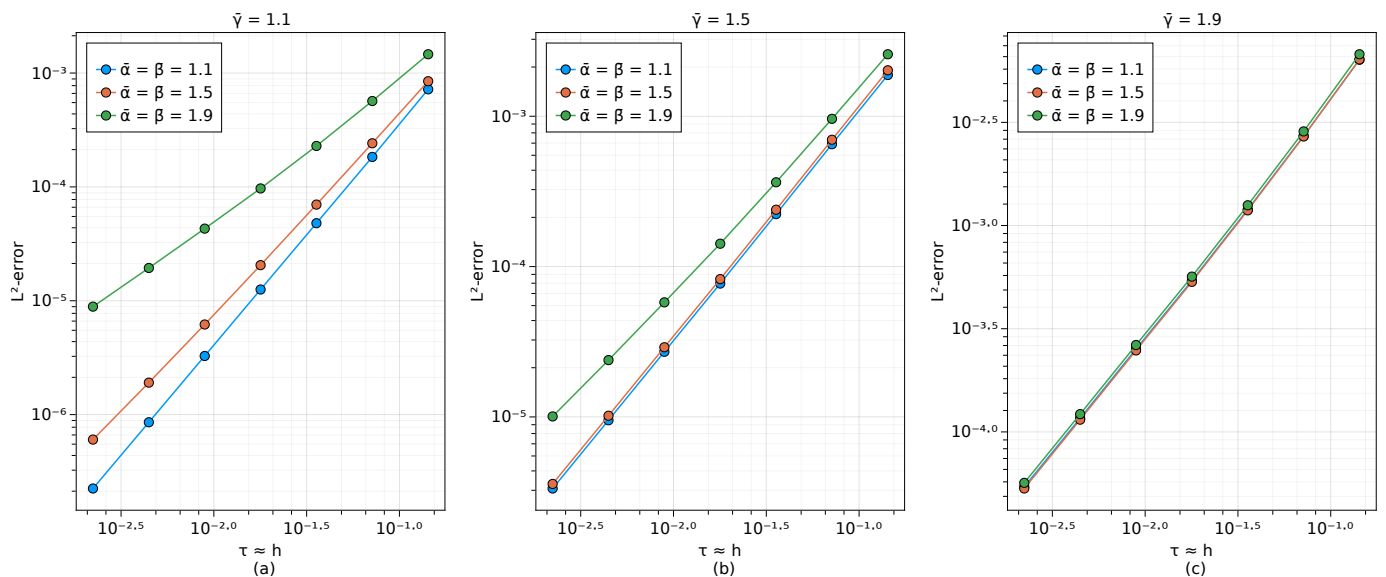 γ̄ = 1.1
ᾱ = β̄ = 1.1
ᾱ = β̄ = 1.5
ᾱ = β̄ = 1.9
10⁻³
10⁻⁴
10⁻⁵
10⁻⁶
L²-error
10⁻²·⁵
10⁻²·⁰
10⁻¹·⁵
10⁻¹·⁰
τ ≈ h
(a)
γ̄ = 1.5
ᾱ = β̄ = 1.1
ᾱ = β̄ = 1.5
ᾱ = β̄ = 1.9
10⁻³
10⁻⁴
10⁻⁵
L²-error
10⁻²·⁵
10⁻²·⁰
10⁻¹·⁵
10⁻¹·⁰
τ ≈ h
(b)
γ̄ = 1.9
ᾱ = β̄ = 1.1
ᾱ = β̄ = 1.5
ᾱ = β̄ = 1.9
10⁻²·⁵
10⁻³·⁰
10⁻³·⁵
10⁻⁴·⁰
L²-error
10⁻²·⁵
10⁻²·⁰
10⁻¹·⁵
10⁻¹·⁰
τ ≈ h
(c)